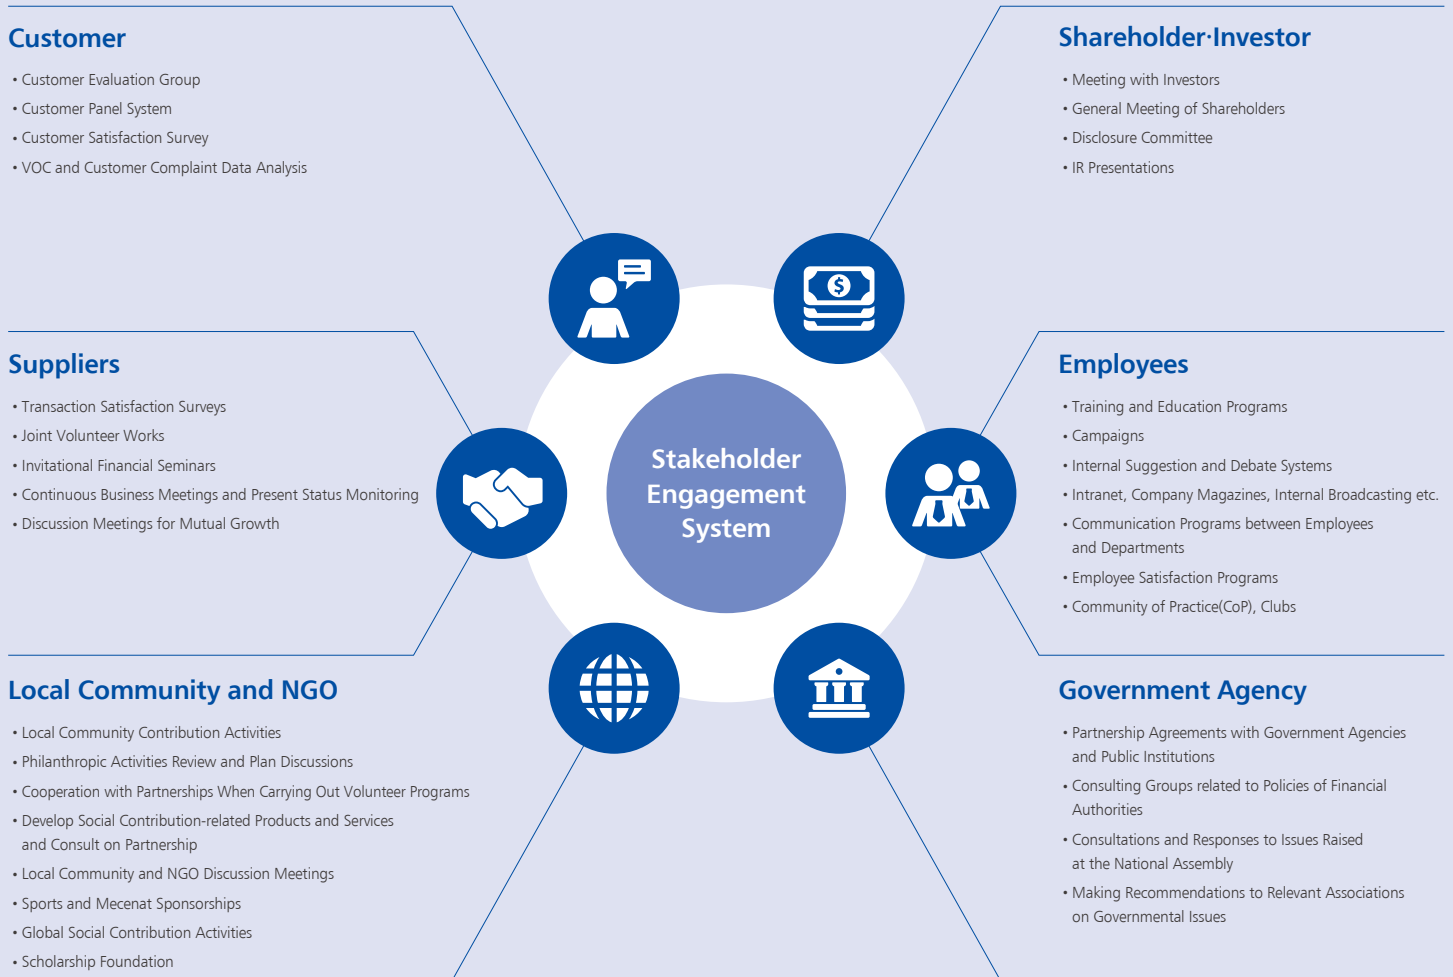 Customer
• Customer Evaluation Group
• Customer Panel System
• Customer Satisfaction Survey
• VOC and Customer Complaint Data Analysis
Shareholder·Investor
• Meeting with Investors
• General Meeting of Shareholders
• Disclosure Committee
• IR Presentations
Suppliers
• Transaction Satisfaction Surveys
• Joint Volunteer Works
• Invitational Financial Seminars
• Continuous Business Meetings and Present Status Monitoring
• Discussion Meetings for Mutual Growth
Stakeholder
Engagement
System
Employees
• Training and Education Programs
• Campaigns
• Internal Suggestion and Debate Systems
• Intranet, Company Magazines, Internal Broadcasting etc.
• Communication Programs between Employees
and Departments
• Employee Satisfaction Programs
• Community of Practice(CoP), Clubs
Local Community and NGO
• Local Community Contribution Activities
• Philanthropic Activities Review and Plan Discussions
• Cooperation with Partnerships When Carrying Out Volunteer Programs
• Develop Social Contribution-related Products and Services
and Consult on Partnership
• Local Community and NGO Discussion Meetings
• Sports and Mecenat Sponsorships
• Global Social Contribution Activities
• Scholarship Foundation
Government Agency
• Partnership Agreements with Government Agencies
and Public Institutions
• Consulting Groups related to Policies of Financial
Authorities
• Consultations and Responses to Issues Raised
at the National Assembly
• Making Recommendations to Relevant Associations
on Governmental Issues
$